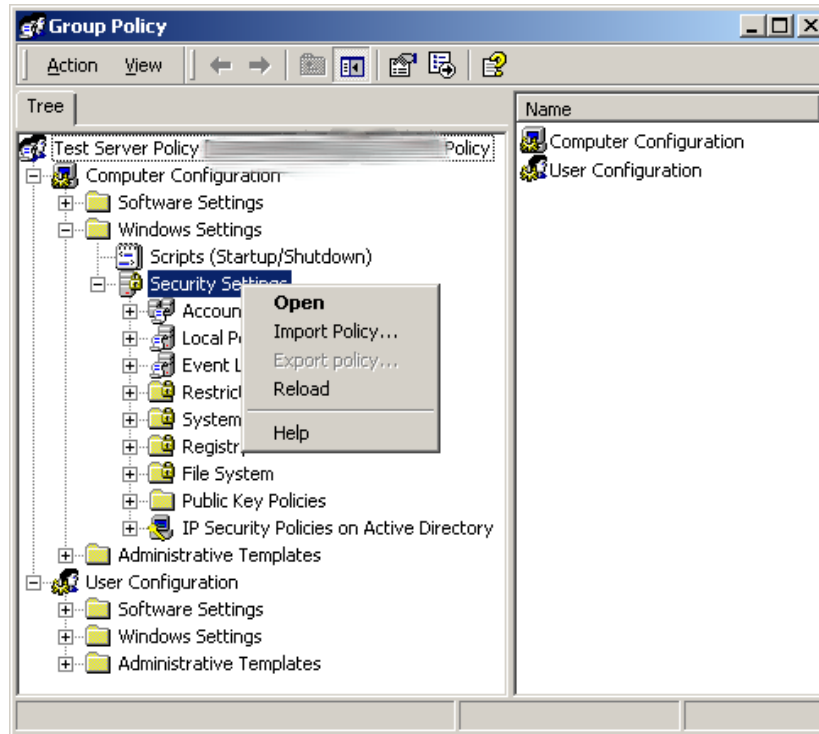 Group Policy
Action View
Tree
Name
Test Server Policy Policy]
Computer Configuration
Computer Configuration
User Configuration
Software Settings
Windows Settings
Scripts (Startup/Shutdown)
Security Settings
Open
Accoun
Import Policy...
Local P
Export policy...
Event L
Reload
Restric
System
Help
Registr
File System
Public Key Policies
IP Security Policies on Active Directory
Administrative Templates
User Configuration
Software Settings
Windows Settings
Administrative Templates